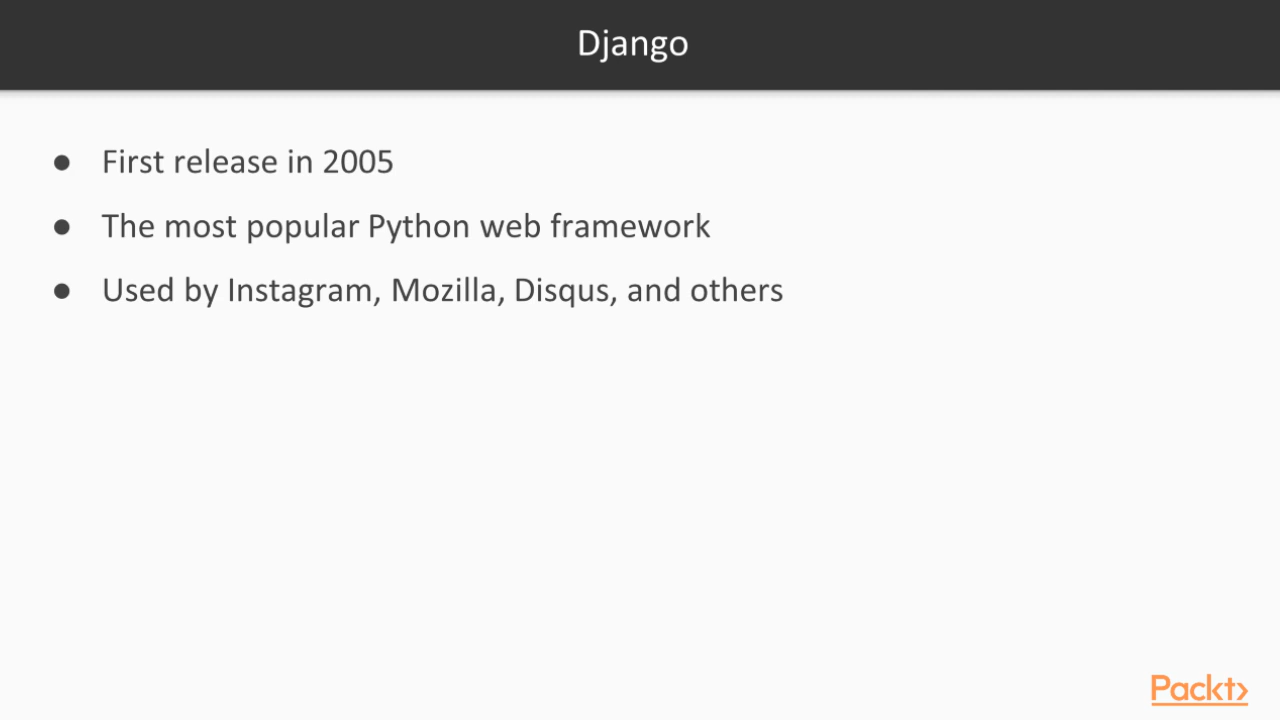 Django
● First release in 2005
● The most popular Python web framework
● Used by Instagram, Mozilla, Disqus, and others
Packt>